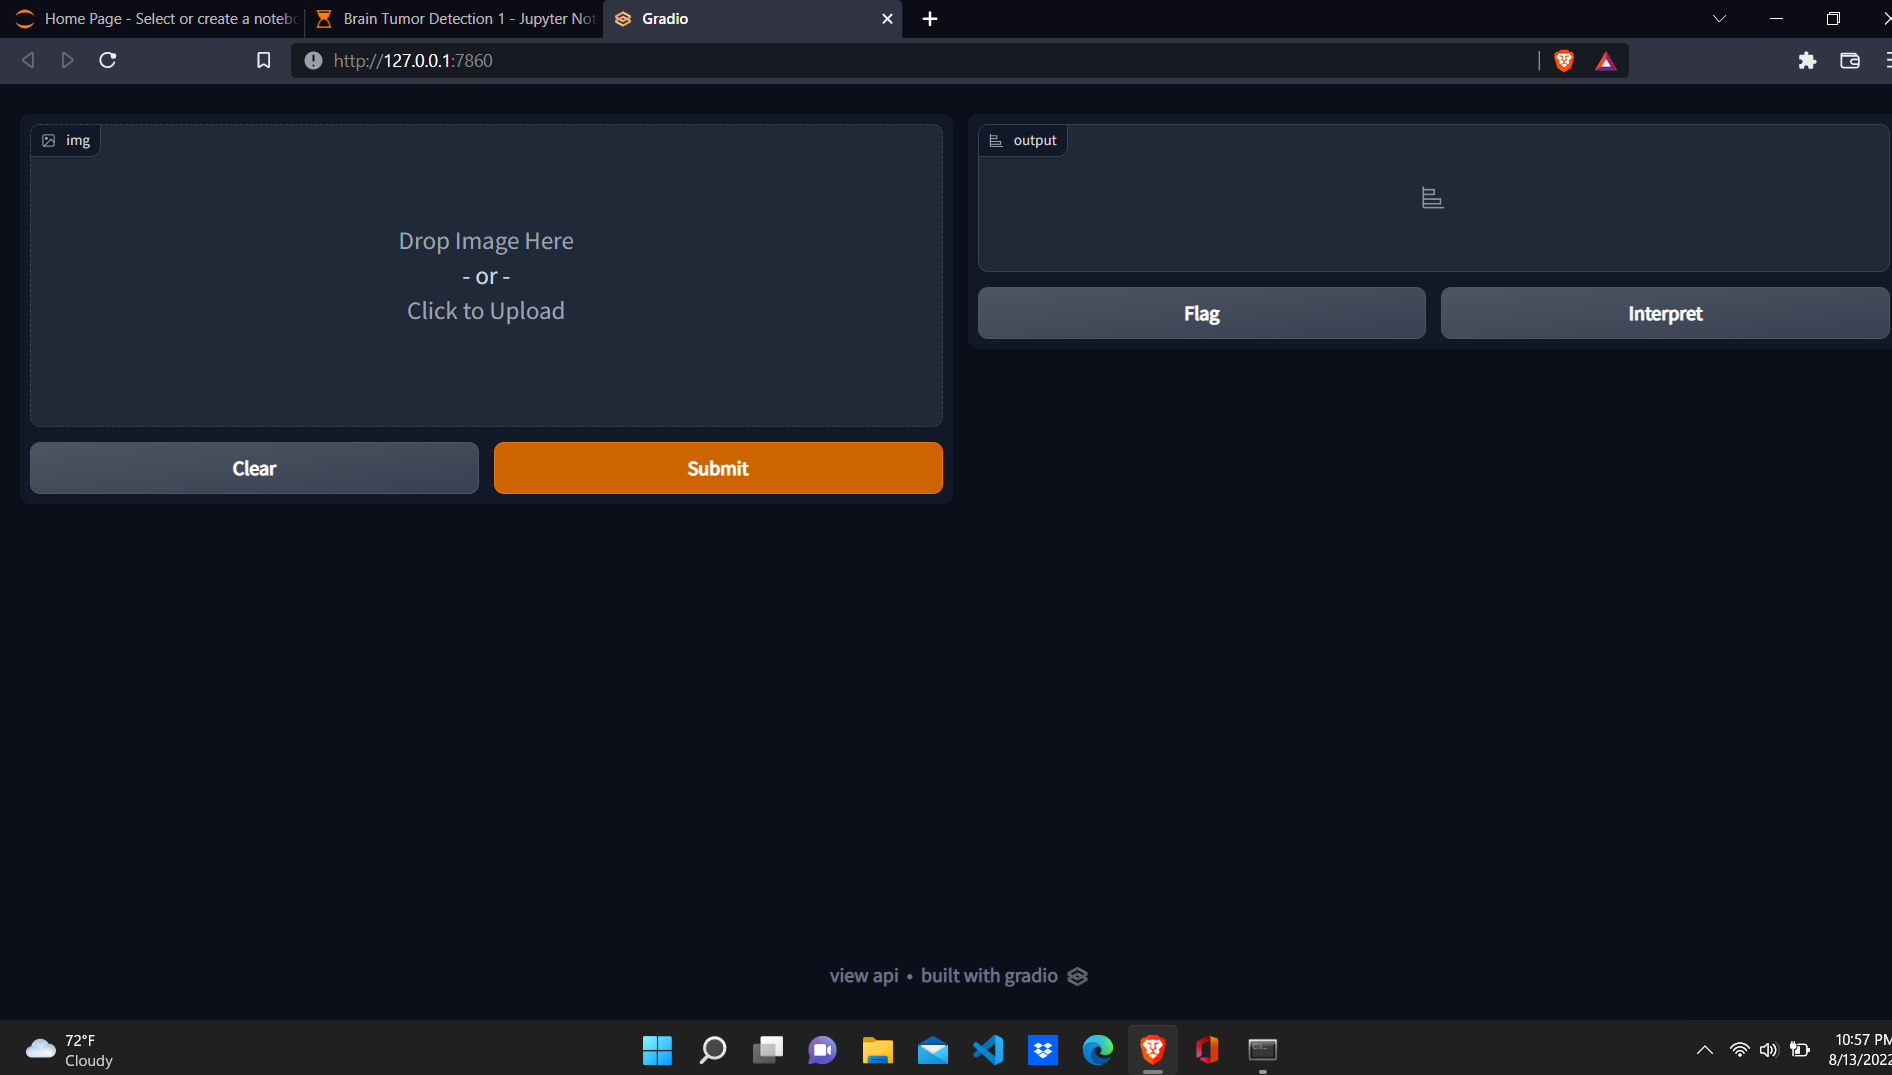 Home Page - Select or create a notebo
Brain Tumor Detection 1 - Jupyter Not
Gradio
http://127.0.0.1:7860
img
Drop Image Here
- or -
Click to Upload
Clear
Submit
output
Flag
Interpret
view api • built with gradio
72°F
Cloudy
10:57 PM
8/13/2022